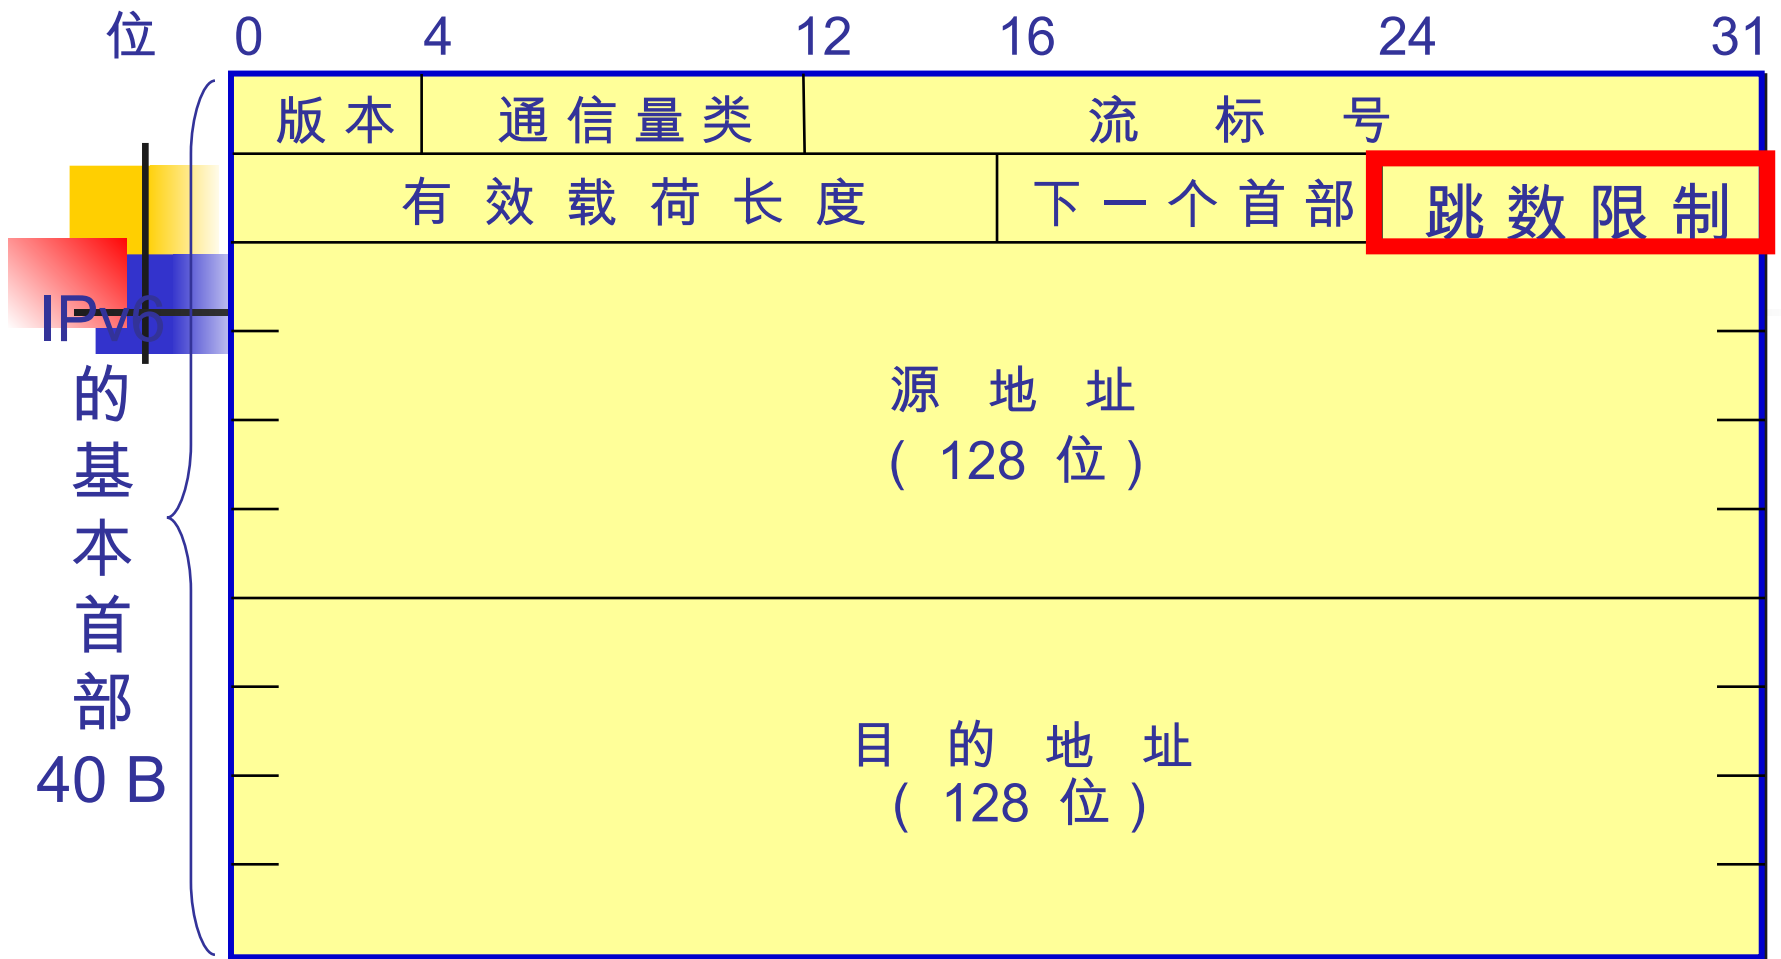 位 0 4 12 16 24 31
版 本 通 信 量 类 流 标 号
有 效 载 荷 长 度 下 一 个 首 部 跳 数 限 制
IPv6
的
基
本
首
部
40 B
源 地 址
( 128 位 )
目 的 地 址
( 128 位 )